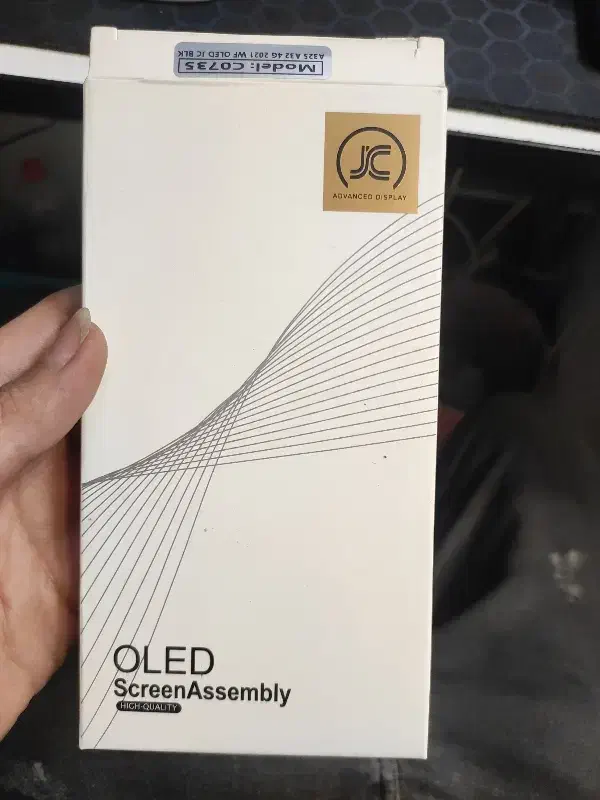 Model: C0735
A325 A32 4G 2021 WF OLED JC BLK
JC
ADVANCED DISPLAY
OLED
ScreenAssembly
HIGH-QUALITY